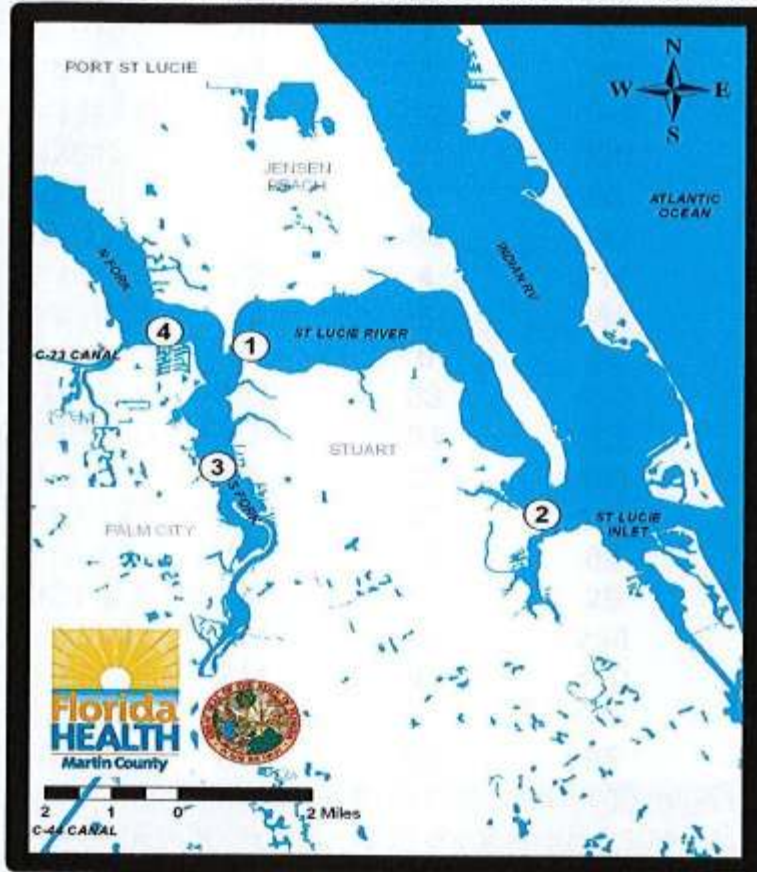 N
W E
S
PORT ST LUCIE
JENSEN
BEACH
ATLANTIC
OCEAN
INDIAN RV
N FORK
4
1
ST LUCIE RIVER
C-23 CANAL
STUART
3
S FORK
2
ST LUCIE
INLET
PALM CITY
Florida
HEALTH
Martin County
2 1 0 2 Miles
C-44 CANAL